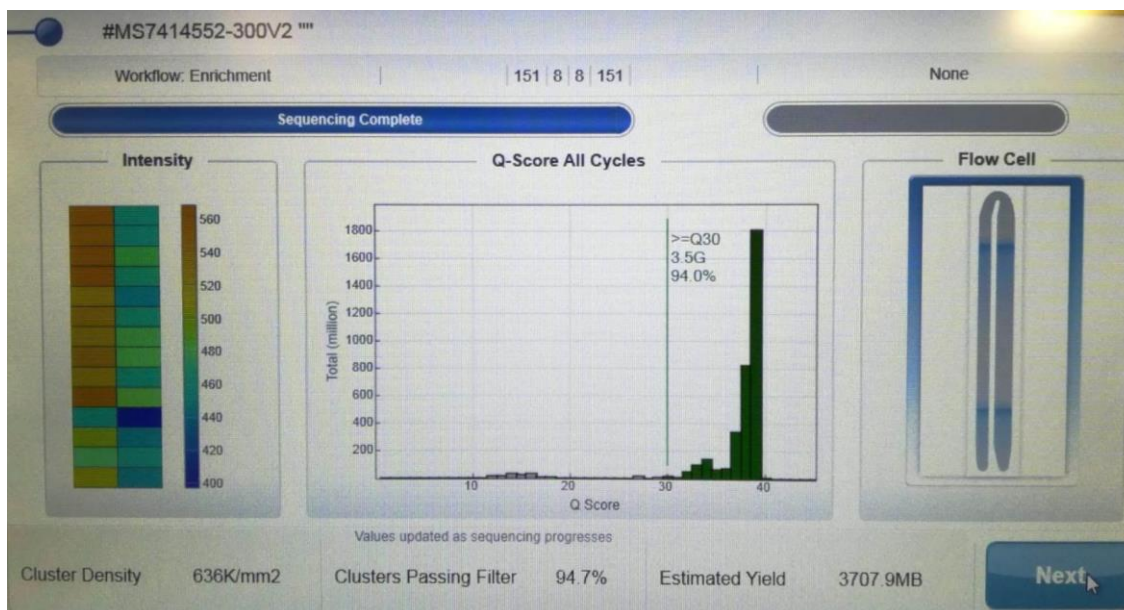 #MS7414552-300V2 ""
Workflow: Enrichment | | 151 | 8 | 8 | 151 | | None
Sequencing Complete
Intensity
560
540
520
500
480
460
440
420
400
Q-Score All Cycles
>=Q30
3.5G
94.0%
Total (million)
1800
1600
1400
1200
1000
800
600
400
200
10 20 30 40
Q Score
Flow Cell
Values updated as sequencing progresses
Cluster Density 636K/mm2 Clusters Passing Filter 94.7% Estimated Yield 3707.9MB
Next